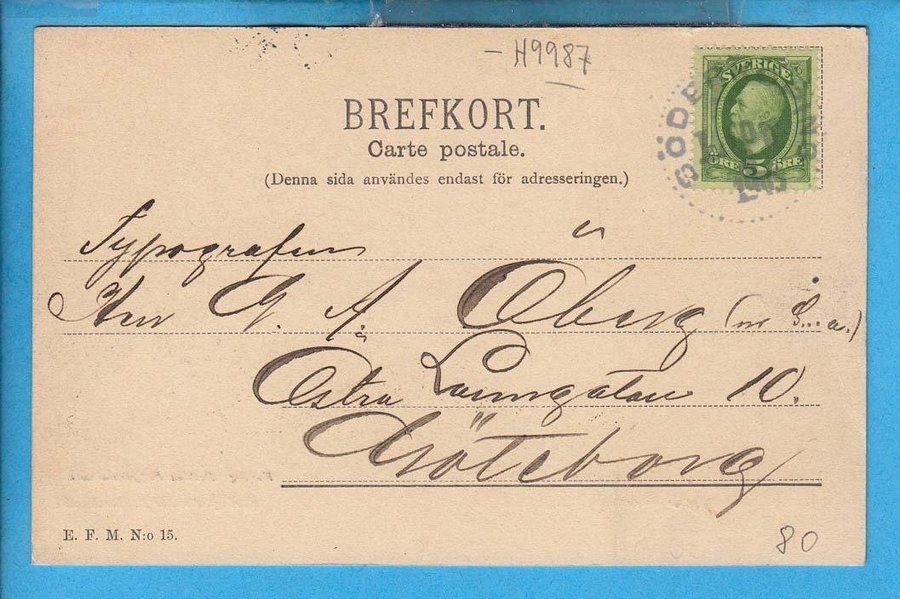 H9987
BREFKORT.
Carte postale.
(Denna sida användes endast för adresseringen.)
SVERIGE
ÖRE 5 ÖRE
Typografen
Herr G. A. Öberg
Östra Larmgatan 10.
Göteborg
E. F. M. N:o 15.
80